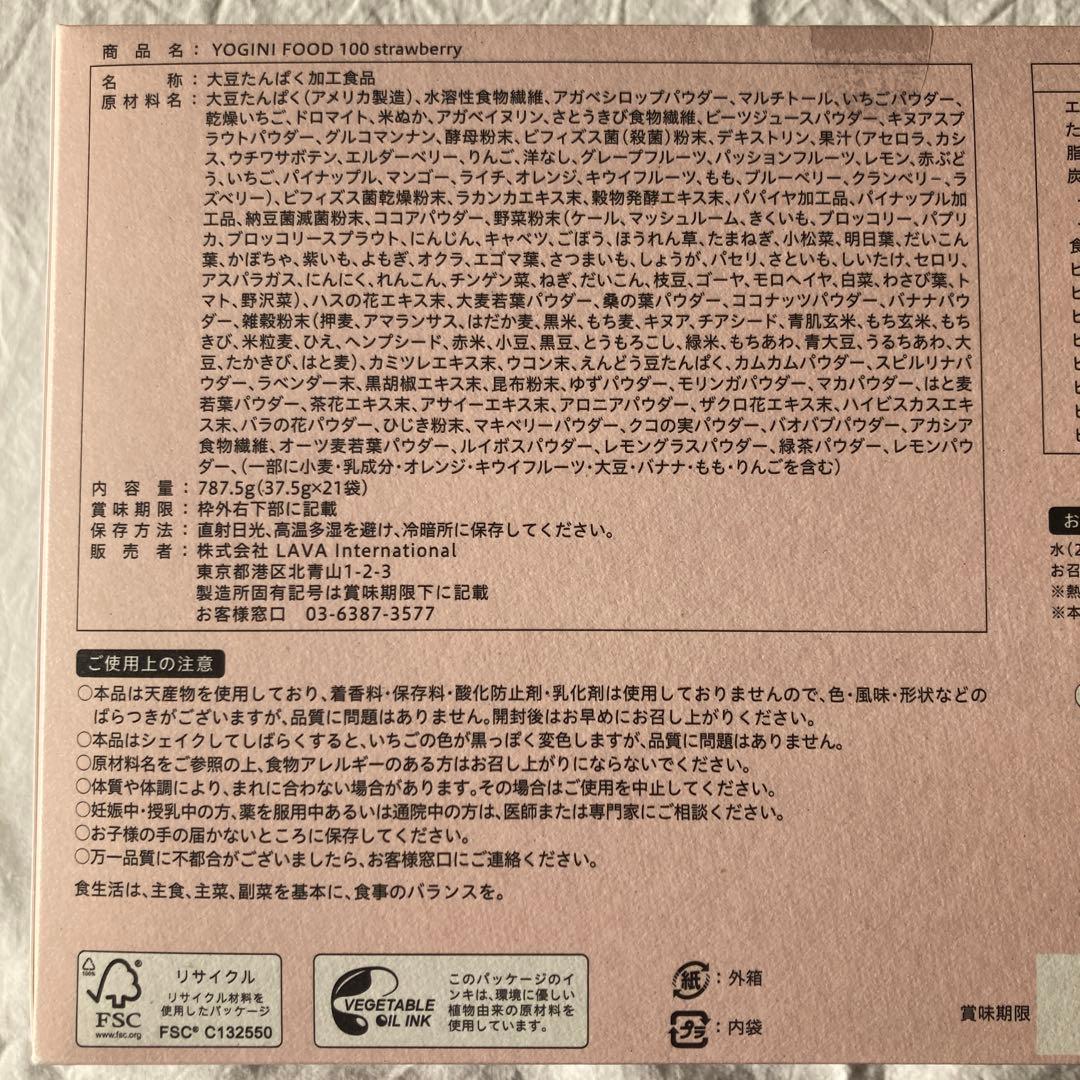 商品名： YOGINI FOOD 100 strawberry
名称：大豆たんぱく加工食品
原材料名：大豆たんぱく(アメリカ製造)、水溶性食物繊維、アガベシロップパウダー、マルチトール、いちごパウダー、
乾燥いちご、ドロマイト、米ぬか、アガベイヌリン、さとうきび食物繊維、ビーツジュースパウダー、キヌアスプ
ラウトパウダー、グルコマンナン、酵母粉末、ビフィズス菌(殺菌)粉末、デキストリン、果汁(アセロラ、カシ
ス、ウチワサボテン、エルダーベリー、りんご、洋なし、グレープフルーツ、パッションフルーツ、レモン、赤ぶど
う、いちご、パイナップル、マンゴー、ライチ、オレンジ、キウイフルーツ、もも、ブルーベリー、クランベリ－、ラ
ズベリー)、ビフィズス菌乾燥粉末、ラカンカエキス末、穀物発酵エキス末、パパイヤ加工品、パイナップル加
工品、納豆菌滅菌粉末、ココアパウダー、野菜粉末(ケール、マッシュルーム、きくいも、ブロッコリー、パプリ
カ、ブロッコリースプラウト、にんじん、キャベツ、ごぼう、ほうれん草、たまねぎ、小松菜、明日葉、だいこん
葉、かぼちゃ、紫いも、よもぎ、オクラ、エゴマ葉、さつまいも、しょうが、パセリ、さといも、しいたけ、セロリ、
アスパラガス、にんにく、れんこん、チンゲン菜、ねぎ、だいこん、枝豆、ゴーヤ、モロヘイヤ、白菜、わさび葉、ト
マト、野沢菜)、ハスの花エキス末、大麦若葉パウダー、桑の葉パウダー、ココナッツパウダー、バナナパウ
ダー、雑穀粉末(押麦、アマランサス、はだか麦、黒米、もち麦、キヌア、チアシード、青肌玄米、もち玄米、もち
きび、米粒麦、ひえ、ヘンプシード、赤米、小豆、黒豆、とうもろこし、緑米、もちあわ、青大豆、うるちあわ、大
豆、たかきび、はと麦)、カミツレエキス末、ウコン末、えんどう豆たんぱく、カムカムパウダー、スピルリナパ
ウダー、ラベンダー末、黒胡椒エキス末、昆布粉末、ゆずパウダー、モリンガパウダー、マカパウダー、はと麦
若葉パウダー、茶花エキス末、アサイーエキス末、アロニアパウダー、ザクロ花エキス末、ハイビスカスエキ
ス末、バラの花パウダー、ひじき粉末、マキベリーパウダー、クコの実パウダー、バオバブパウダー、アカシア
食物繊維、オーツ麦若葉パウダー、ルイボスパウダー、レモングラスパウダー、緑茶パウダー、レモンパウ
ダー、(一部に小麦・乳成分・オレンジ・キウイフルーツ・大豆・バナナ・もも・りんごを含む)
内容量：787.5g(37.5g×21袋)
賞味期限：枠外右下部に記載
保存方法：直射日光、高温多湿を避け、冷暗所に保存してください。
販売者：株式会社 LAVA International
東京都港区北青山1-2-3
製造所固有記号は賞味期限下に記載
お客様窓口 03-6387-3577
ご使用上の注意
○本品は天産物を使用しており、着香料・保存料・酸化防止剤・乳化剤は使用しておりませんので、色・風味・形状などの
ばらつきがございますが、品質に問題はありません。開封後はお早めにお召し上がりください。
○本品はシェイクしてしばらくすると、いちごの色が黒っぽく変色しますが、品質に問題はありません。
○原材料名をご参照の上、食物アレルギーのある方はお召し上がりにならないでください。
○体質や体調により、まれに合わない場合があります。その場合はご使用を中止してください。
○妊娠中・授乳中の方、薬を服用中あるいは通院中の方は、医師または専門家にご相談ください。
○お子様の手の届かないところに保存してください。
○万一品質に不都合がございましたら、お客様窓口にご連絡ください。
食生活は、主食、主菜、副菜を基本に、食事のバランスを。
100%
FSC®
www.fsc.org
リサイクル
リサイクル材料を
使用したパッケージ
FSC® C132550
VEGETABLE
OIL INK
このパッケージのイ
ンキは、環境に優しい
植物由来の原材料を
使用しています。
紙：外箱
プラ：内袋
賞味期限
エ
た
脂
炭
食
ビ
ビ
ビ
ビ
ビ
ビ
ビ
ビ
お
水(2
お召
※熱
※本